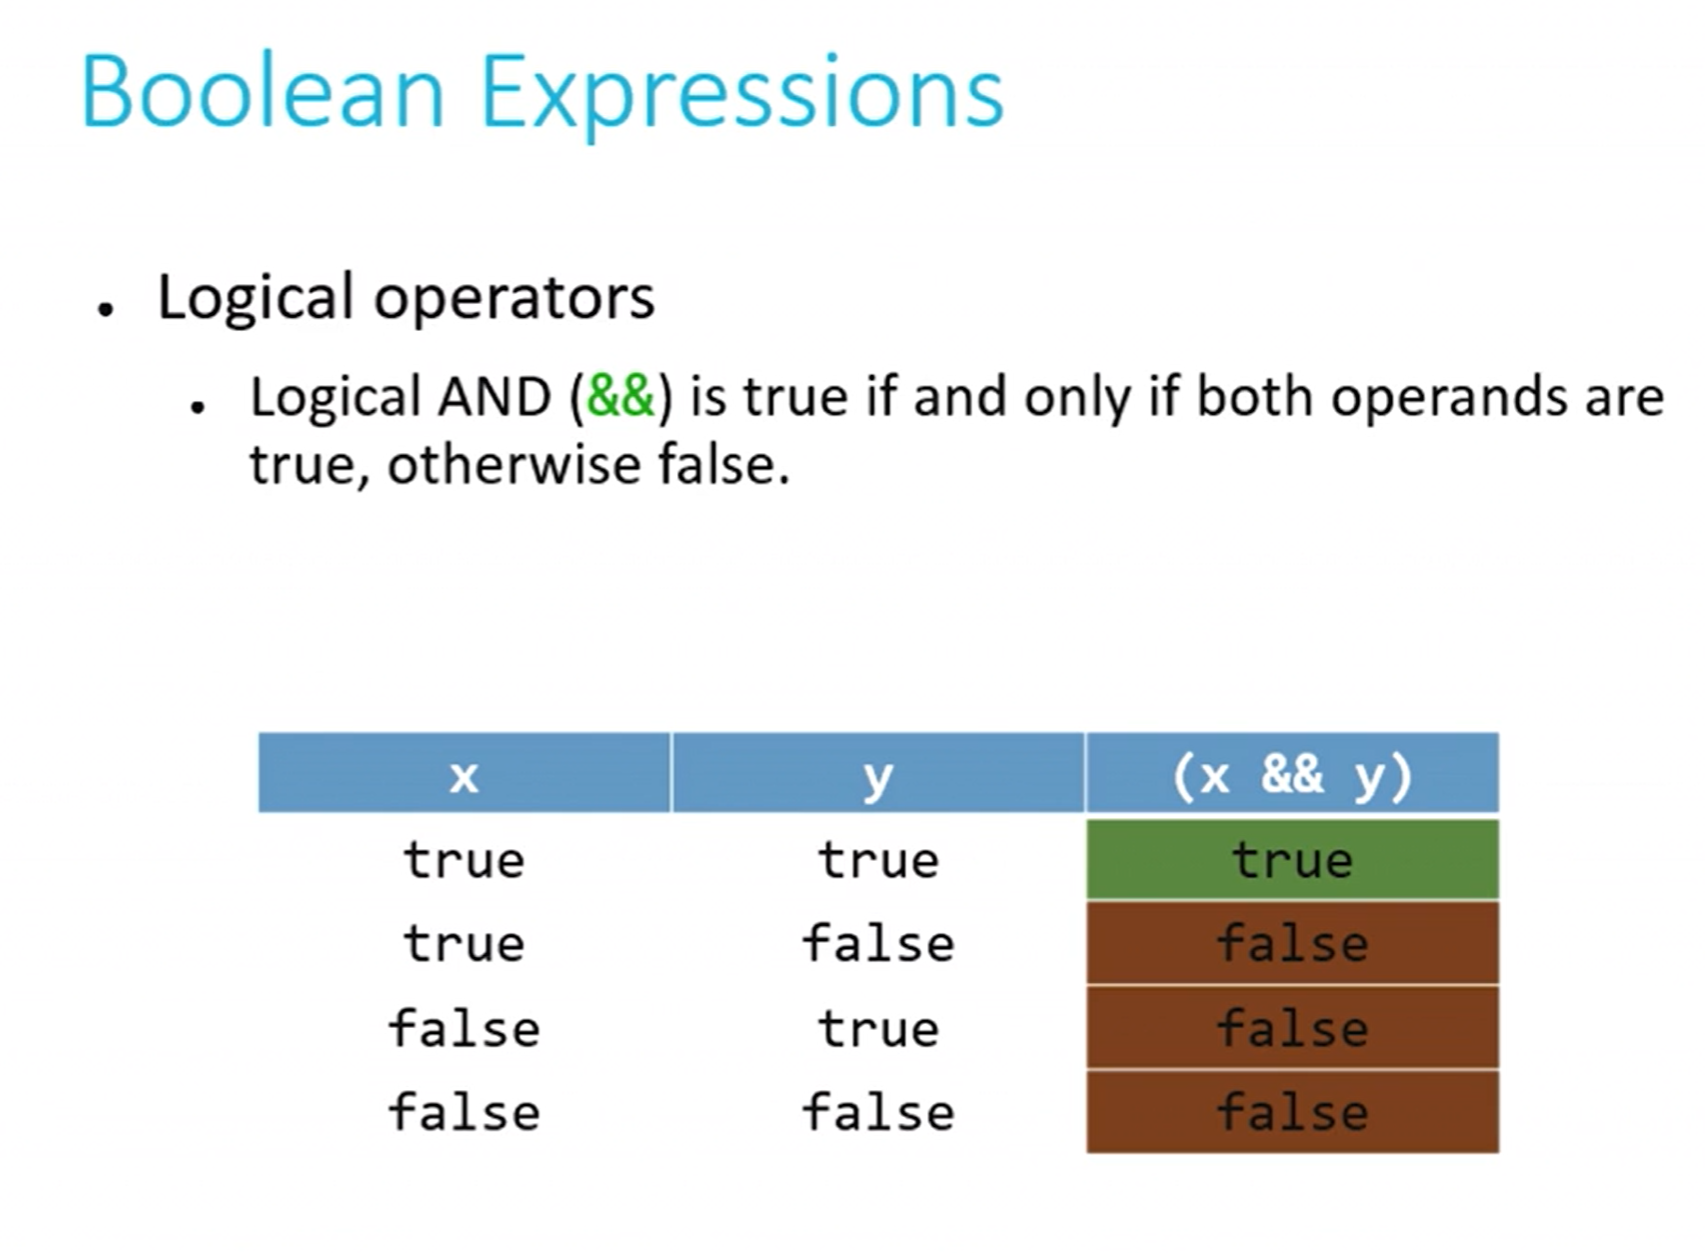 Boolean Expressions
• Logical operators
• Logical AND (&&) is true if and only if both operands are
true, otherwise false.
x y (x && y)
true true true
true false false
false true false
false false false